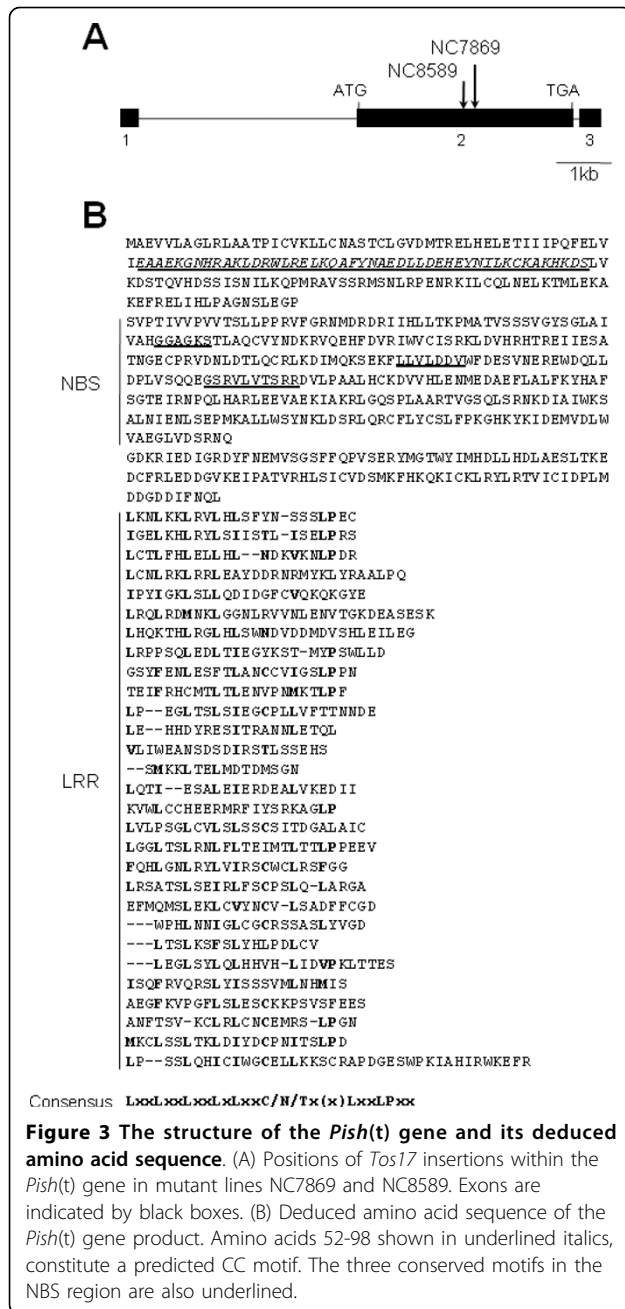 A
NC7869
NC8589
ATG
TGA
1
2
3
1kb
B
MAEVVLAGLRLAATPICVKLLCNASTCLGVDMTRELHELETIIIPQFELV
IEAAEKGNHRAKLDRWLRELKQAFYNAEDLLDEHEYNILKCKAKHKDSLV
KDSTQVHDSSISNILKQPMRAVSSRMSNLRPENRKILCQLNELKTMLEKA
KEFRELIHLPAGNSLEGP
NBS
SVPTIVVPVVTSLLPPRVFGRNMDRDRIIHLLTKPMATVSSSVGYSGLAI
VAHGGAGKSTLAQCVYNDKRVQEHFDVRIWVCISRKLDVHRHTREIIESA
TNGECPRVDNLDTLQCRLKDIMQKSEKFLLVLDDVWFDESVNEREWDQLL
DPLVSQQEGSRVLVTSRRDVLPAALHCKDVVHLENMEDAEFLALFKYHAF
SGTEIRNPQLHARLEEVAEKIAKRLGQSPLAARTVGSQLSRNKDIAIWKS
ALNIENLSEPMKALLWSYNKLDSRLQRCFLYCSLFPKGHKYKIDEMVDLW
VAEGLVDSRNQ
GDKRIEDIGRDYFNEMVSGSFFQPVSERYMGTWYIMHDLLHDLAESLTKE
DCFRLEDDGVKEIPATVRHLSICVDSMKFHKQKICKLRYLRTVICIDPLM
DDGDDIFNQL
LRR
LKNLKKLRVLHLSFYN-SSSLPEC
IGELKHLRYLSIISTL-ISELPRS
LCTLFHLELLHL--NDKVKNLPDR
LCNLRKLRRLEAYDDRNRMYKLYRAALPQ
IPYIGKLSLLQDIDGFCVQKQKGYE
LRQLRDMNKLGGNLRVVNLENVTGKDEASESK
LHQKTHLRGLHLSWNDVDDMDVSHLEILEG
LRPPSQLEDLTIEGYKST-MYPSWLLD
GSYFENLESFTLANCCVIGSLPPN
TEIFRHCMTLTLENVPNMKTLPF
LP--EGLTSLSIEGCPLLVFTTNNDE
LE--HHDYRESITRANNLETQL
VLIWEANSDSDIRSTLSSEHS
--SMKKLTELMDTDMSGN
LQTI--ESALEIERDEALVKEDII
KVWLCCHEERMRFIYSRKAGLP
LVLPSGLCVLSLSSCSITDGALAIC
LGGLTSLRNLFLTEIMTLTTLPPEEV
FQHLGNLRYLVIRSCWCLRSFGG
LRSATSLSEIRLFSCPSLQ-LARGA
EFMQMSLEKLCVYNCV-LSADFFCGD
---WPHLNNIGLCGCRSSASLYVGD
---LTSLKSFSLYHLPDLCV
---LEGLSYLQLHHVH-LIDVPKLTTES
ISQFRVQRSLYISSSVMLNHMIS
AEGFKVPGFLSLESCKKPSVSFEES
ANFTSV-KCLRLCNCEMRS-LPGN
MKCLSSLTKLDIYDCPNITSLPD
LP--SSLQHICIWGCELLKKSCRAPDGESWPKIAHIRWKEFR
Consensus LxxLxxLxxLxLxxC/N/Tx(x)LxxLPxx
Figure 3 The structure of the Pish(t) gene and its deduced
amino acid sequence. (A) Positions of Tos17 insertions within the
Pish(t) gene in mutant lines NC7869 and NC8589. Exons are
indicated by black boxes. (B) Deduced amino acid sequence of the
Pish(t) gene product. Amino acids 52-98 shown in underlined italics,
constitute a predicted CC motif. The three conserved motifs in the
NBS region are also underlined.